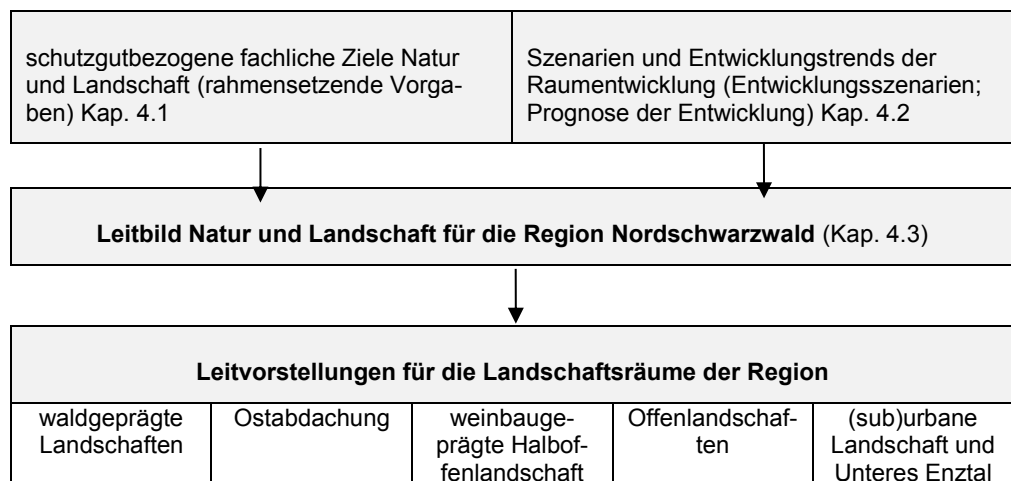 schutzgutbezogene fachliche Ziele Natur
und Landschaft (rahmensetzende Vorga-
ben) Kap. 4.1
Szenarien und Entwicklungstrends der
Raumentwicklung (Entwicklungsszenarien;
Prognose der Entwicklung) Kap. 4.2
Leitbild Natur und Landschaft für die Region Nordschwarzwald (Kap. 4.3)
Leitvorstellungen für die Landschaftsräume der Region
waldgeprägte
Landschaften
Ostabdachung
weinbauge-
prägte Halbof-
fenlandschaft
Offenlandschaf-
ten
(sub)urbane
Landschaft und
Unteres Enztal